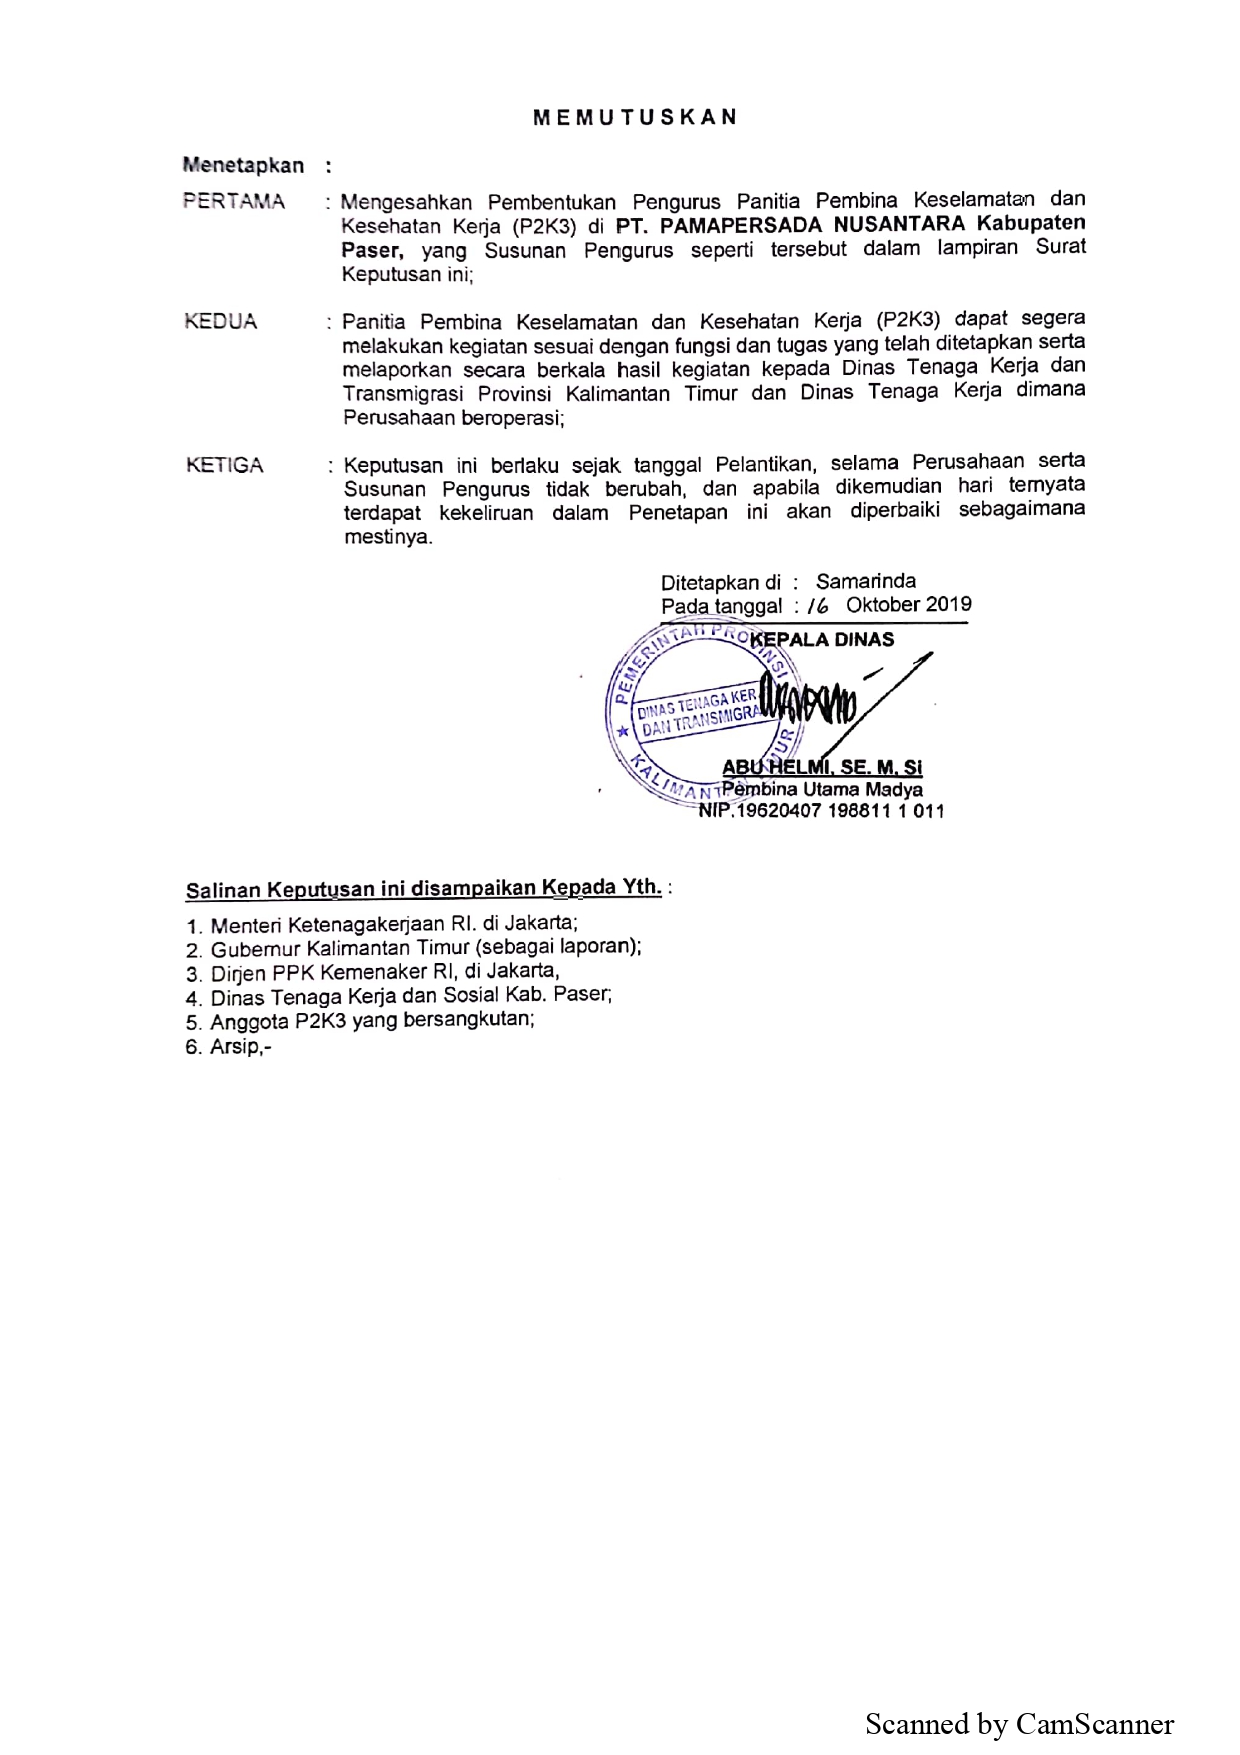 MEMUTUSKAN
Menetapkan :
PERTAMA : Mengesahkan Pembentukan Pengurus Panitia Pembina Keselamatan dan
Kesehatan Kerja (P2K3) di PT. PAMAPERSADA NUSANTARA Kabupaten
Paser, yang Susunan Pengurus seperti tersebut dalam lampiran Surat
Keputusan ini;
KEDUA : Panitia Pembina Keselamatan dan Kesehatan Kerja (P2K3) dapat segera
melakukan kegiatan sesuai dengan fungsi dan tugas yang telah ditetapkan serta
melaporkan secara berkala hasil kegiatan kepada Dinas Tenaga Kerja dan
Transmigrasi Provinsi Kalimantan Timur dan Dinas Tenaga Kerja dimana
Perusahaan beroperasi;
KETIGA : Keputusan ini berlaku sejak tanggal Pelantikan, selama Perusahaan serta
Susunan Pengurus tidak berubah, dan apabila dikemudian hari ternyata
terdapat kekeliruan dalam Penetapan ini akan diperbaiki sebagaimana
mestinya.
Ditetapkan di : Samarinda
Pada tanggal : 16 Oktober 2019
KEPALA DINAS
PEMERINTAH PROVINSI
DINAS TENAGA KER
DAN TRANSMIGRA
KALIMANT MUR
ABU HELMI, SE. M. Si
Pembina Utama Madya
NIP.19620407 198811 1 011
Salinan Keputusan ini disampaikan Kepada Yth. :
1. Menteri Ketenagakerjaan RI. di Jakarta;
2. Gubernur Kalimantan Timur (sebagai laporan);
3. Dirjen PPK Kemenaker RI, di Jakarta,
4. Dinas Tenaga Kerja dan Sosial Kab. Paser;
5. Anggota P2K3 yang bersangkutan;
6. Arsip,-
Scanned by CamScanner